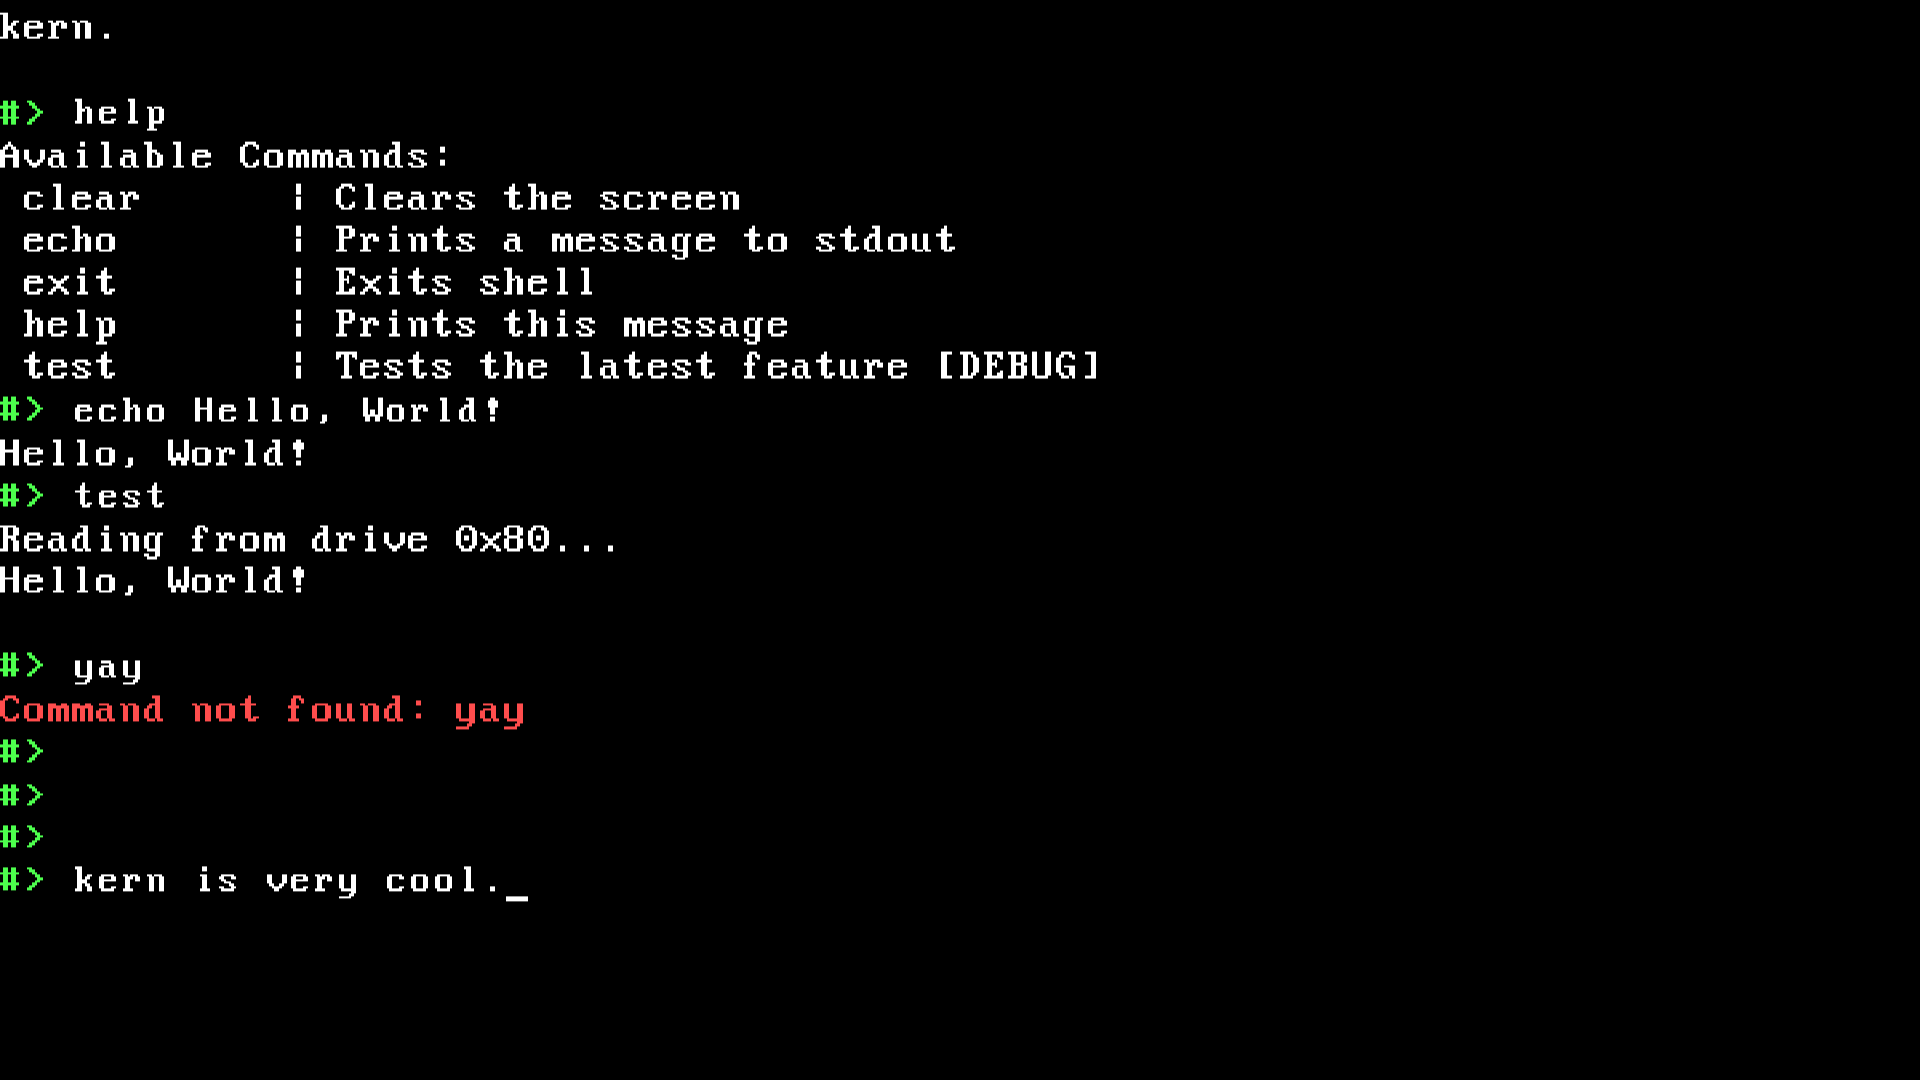 kern.
#> help
Available Commands:
 clear       | Clears the screen
 echo        | Prints a message to stdout
 exit        | Exits shell
 help        | Prints this message
 test        | Tests the latest feature [DEBUG]
#> echo Hello, World!
Hello, World!
#> test
Reading from drive 0x80...
Hello, World!
#> yay
Command not found: yay
#>
#>
#>
#> kern is very cool._